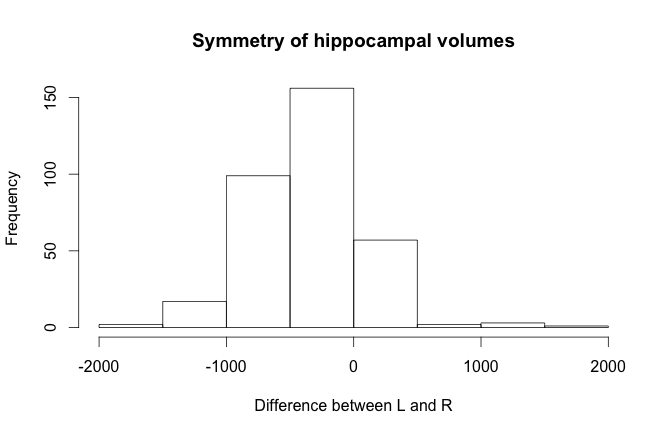 Symmetry of hippocampal volumes
Frequency
150
100
50
0
-2000 -1000 0 1000 2000
Difference between L and R